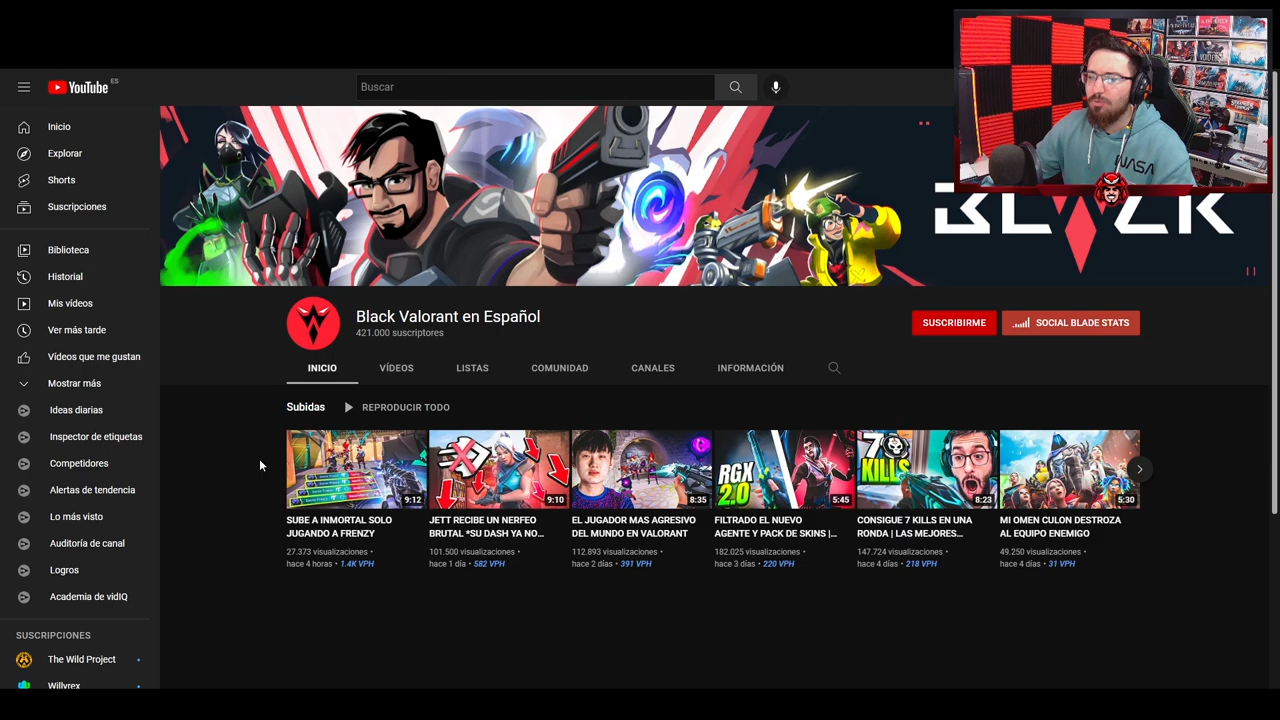 YouTube ES
Buscar
Inicio
Explorar
Shorts
Suscripciones
Biblioteca
Historial
Mis vídeos
Ver más tarde
Vídeos que me gustan
Mostrar más
Ideas diarias
Inspector de etiquetas
Competidores
Alertas de tendencia
Lo más visto
Auditoría de canal
Logros
Academia de vidIQ
SUSCRIPCIONES
The Wild Project
Willyrex
NASA
Black Valorant en Español
421.000 suscriptores
SUSCRIBIRME
SOCIAL BLADE STATS
INICIO VÍDEOS LISTAS COMUNIDAD CANALES INFORMACIÓN
Subidas REPRODUCIR TODO
9:12
SUBE A INMORTAL SOLO
JUGANDO A FRENZY
27.373 visualizaciones •
hace 4 horas • 1.4K VPH
9:10
JETT RECIBE UN NERFEO
BRUTAL *SU DASH YA NO...
101.500 visualizaciones •
hace 1 día • 582 VPH
8:35
EL JUGADOR MAS AGRESIVO
DEL MUNDO EN VALORANT
112.893 visualizaciones •
hace 2 días • 391 VPH
RGX
2.0
5:45
FILTRADO EL NUEVO
AGENTE Y PACK DE SKINS |...
182.025 visualizaciones •
hace 3 días • 220 VPH
7
KILLS
8:23
CONSIGUE 7 KILLS EN UNA
RONDA | LAS MEJORES...
147.724 visualizaciones •
hace 4 días • 218 VPH
5:30
MI OMEN CULON DESTROZA
AL EQUIPO ENEMIGO
49.250 visualizaciones •
hace 4 días • 31 VPH